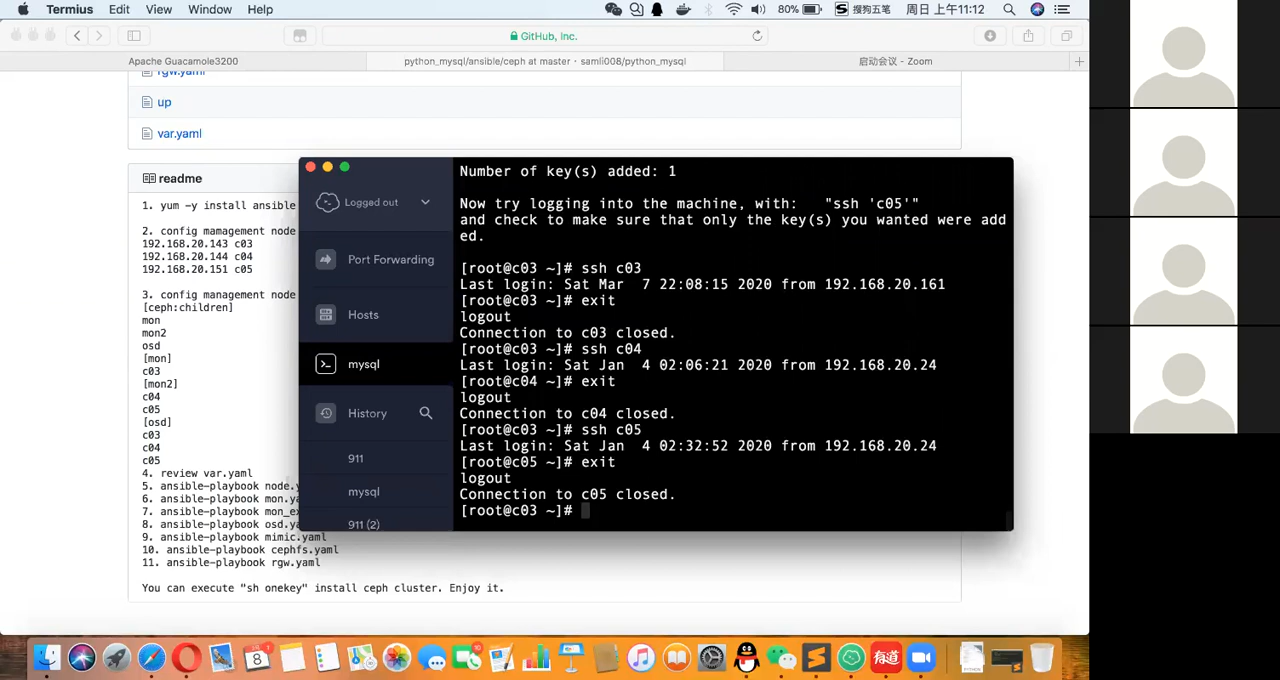 Termius Edit View Window Help 80% S 搜狗五笔 周日 上午11:12
GitHub, Inc.
Apache Guacamole3200 python_mysql/ansible/ceph at master · samli008/python_mysql 启动会议 - Zoom
rgw.yaml
up
var.yaml
readme
1. yum -y install ansible
2. config mamagement node
192.168.20.143 c03
192.168.20.144 c04
192.168.20.151 c05
3. config management node
[ceph:children]
mon
mon2
osd
[mon]
c03
[mon2]
c04
c05
[osd]
c03
c04
c05
4. review var.yaml
5. ansible-playbook node.y
6. ansible-playbook mon.ya
7. ansible-playbook mon_ex
8. ansible-playbook osd.ya
9. ansible-playbook mimic.yaml
10. ansible-playbook cephfs.yaml
11. ansible-playbook rgw.yaml
You can execute "sh onekey" install ceph cluster. Enjoy it.
Logged out
Port Forwarding
Hosts
mysql
History
911
mysql
911 (2)
Number of key(s) added: 1
Now try logging into the machine, with:   "ssh 'c05'"
and check to make sure that only the key(s) you wanted were add
ed.
[root@c03 ~]# ssh c03
Last login: Sat Mar  7 22:08:15 2020 from 192.168.20.161
[root@c03 ~]# exit
logout
Connection to c03 closed.
[root@c03 ~]# ssh c04
Last login: Sat Jan  4 02:06:21 2020 from 192.168.20.24
[root@c04 ~]# exit
logout
Connection to c04 closed.
[root@c03 ~]# ssh c05
Last login: Sat Jan  4 02:32:52 2020 from 192.168.20.24
[root@c05 ~]# exit
logout
Connection to c05 closed.
[root@c03 ~]#
8
有道